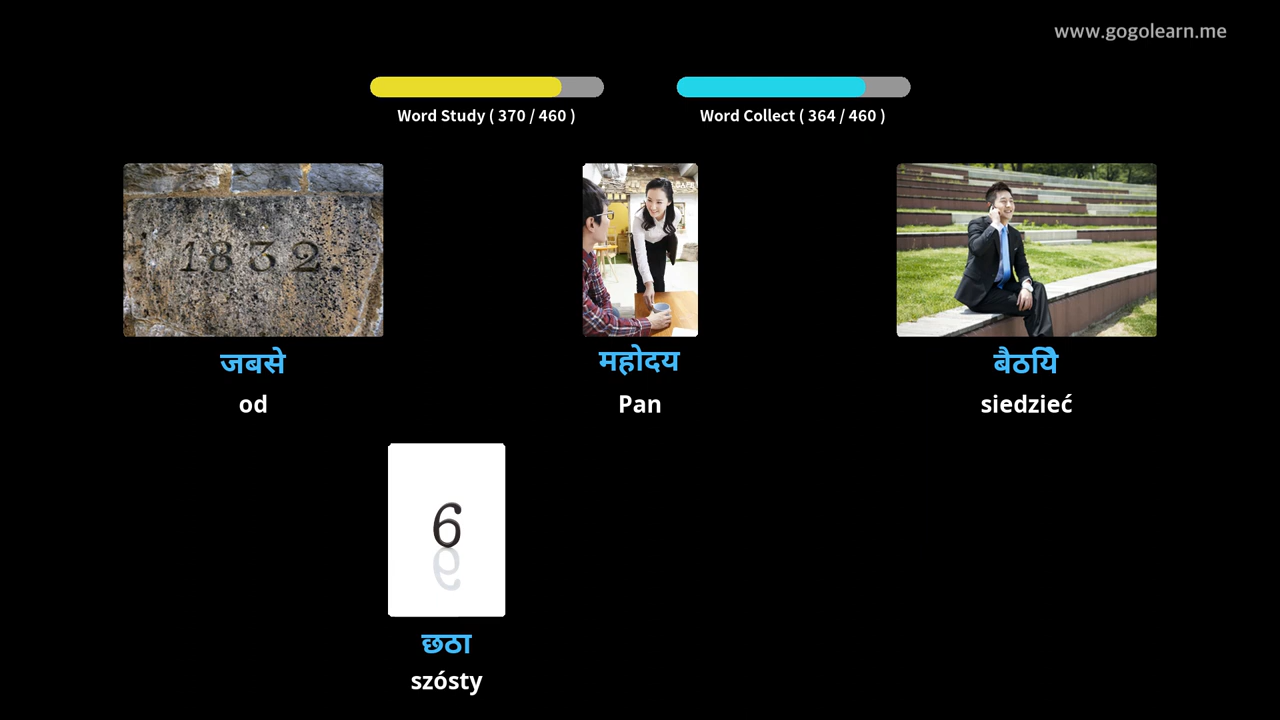 www.gogolearn.me
Word Study ( 370 / 460 )
Word Collect ( 364 / 460 )
1832.
जबसे
od
महोदय
Pan
बैठयिे
siedzieć
6
छठा
szósty